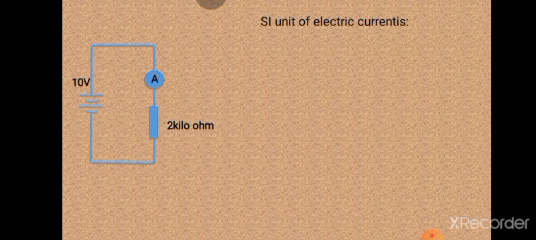 SI unit of electric currentis:
10V
A
2kilo ohm
XRecorder